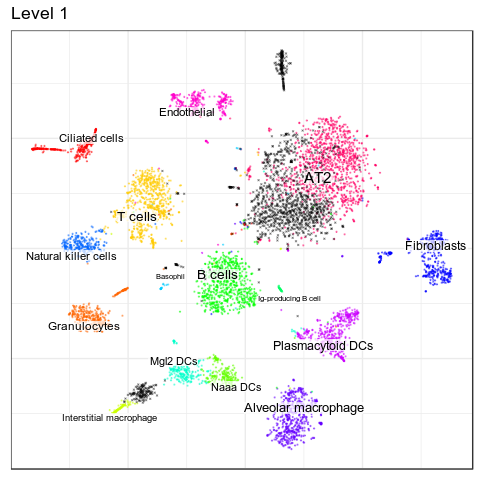 Level 1
Endothelial
Ciliated cells
AT2
T cells
Fibroblasts
Natural killer cells
Basophil
B cells
Ig-producing B cell
Granulocytes
Plasmacytoid DCs
Mgl2 DCs
Naaa DCs
Alveolar macrophage
Interstitial macrophage